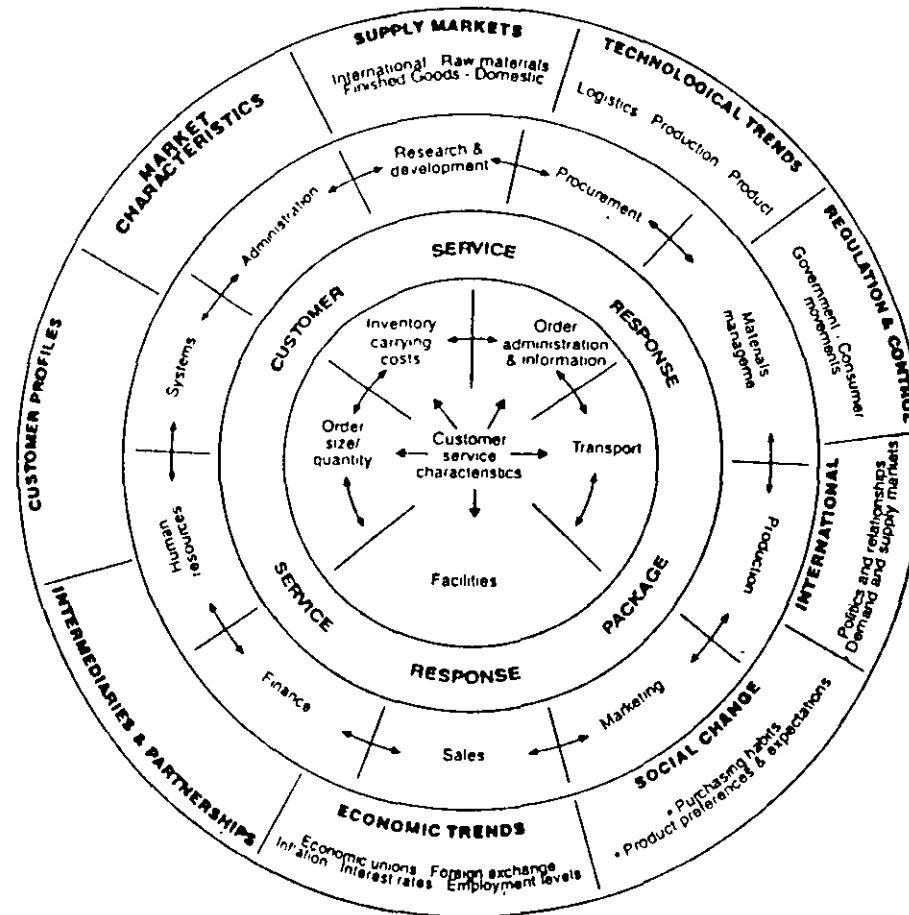 SUPPLY MARKETS
International Raw materials
Finished Goods - Domestic
TECHNOLOGICAL TRENDS
Logistics Production Product
REGULATION & CONTROL
Government - Consumer
movements
INTERNATIONAL
Politics and relationships
Demand and supply markets
SOCIAL CHANGE
• Purchasing habits
• Product preferences & expectations
ECONOMIC TRENDS
Economic unions Foreign exchange
Inflation Interest rates Employment levels
INTERMEDIARIES & PARTNERSHIPS
CUSTOMER PROFILES
MARKET
CHARACTERISTICS
Research &
development
Procurement
Materials
manageme
Production
Marketing
Sales
Finance
Human
resources
Systems
Administration
CUSTOMER
SERVICE
RESPONSE
PACKAGE
RESPONSE
SERVICE
Inventory
carrying
costs
Order
administration
& information
Order
size/
quantity
Customer
service
characteristics
Transport
Facilities